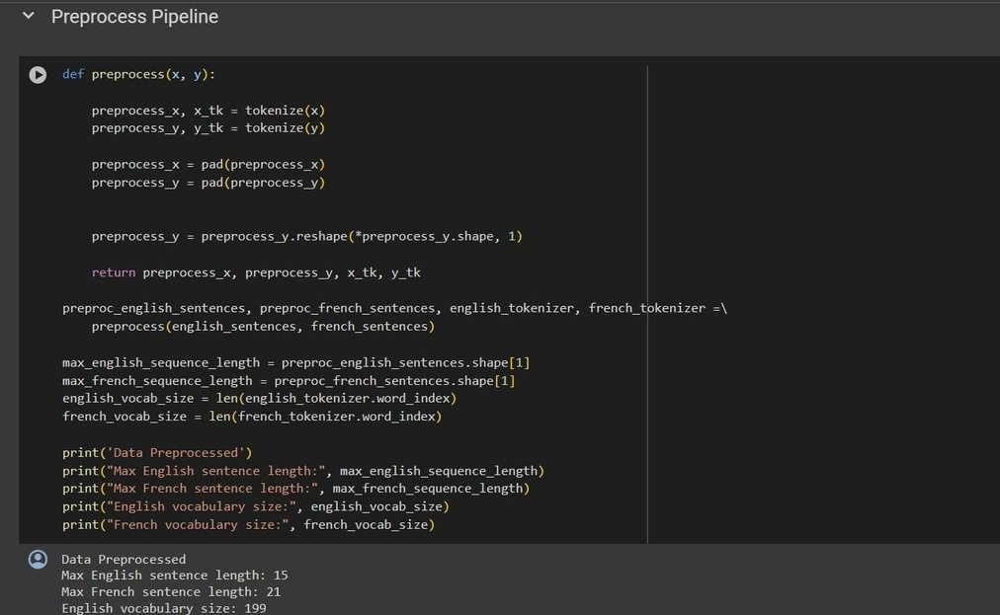 Preprocess Pipeline
def preprocess(x, y):
preprocess_x, x_tk = tokenize(x)
preprocess_y, y_tk = tokenize(y)
preprocess_x = pad(preprocess_x)
preprocess_y = pad(preprocess_y)
preprocess_y = preprocess_y.reshape(*preprocess_y.shape, 1)
return preprocess_x, preprocess_y, x_tk, y_tk
preproc_english_sentences, preproc_french_sentences, english_tokenizer, french_tokenizer =\
preprocess(english_sentences, french_sentences)
max_english_sequence_length = preproc_english_sentences.shape[1]
max_french_sequence_length = preproc_french_sentences.shape[1]
english_vocab_size = len(english_tokenizer.word_index)
french_vocab_size = len(french_tokenizer.word_index)
print('Data Preprocessed')
print("Max English sentence length:", max_english_sequence_length)
print("Max French sentence length:", max_french_sequence_length)
print("English vocabulary size:", english_vocab_size)
print("French vocabulary size:", french_vocab_size)
Data Preprocessed
Max English sentence length: 15
Max French sentence length: 21
English vocabulary size: 199